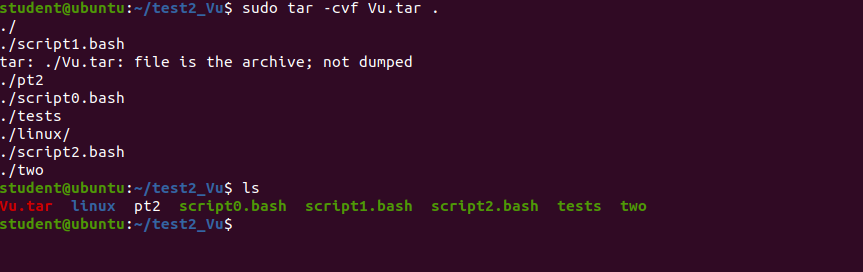 student@ubuntu:~/test2_Vu$ sudo tar -cvf Vu.tar .
./
./script1.bash
tar: ./Vu.tar: file is the archive; not dumped
./pt2
./script0.bash
./tests
./linux/
./script2.bash
./two
student@ubuntu:~/test2_Vu$ ls
Vu.tar  linux  pt2  script0.bash  script1.bash  script2.bash  tests  two
student@ubuntu:~/test2_Vu$